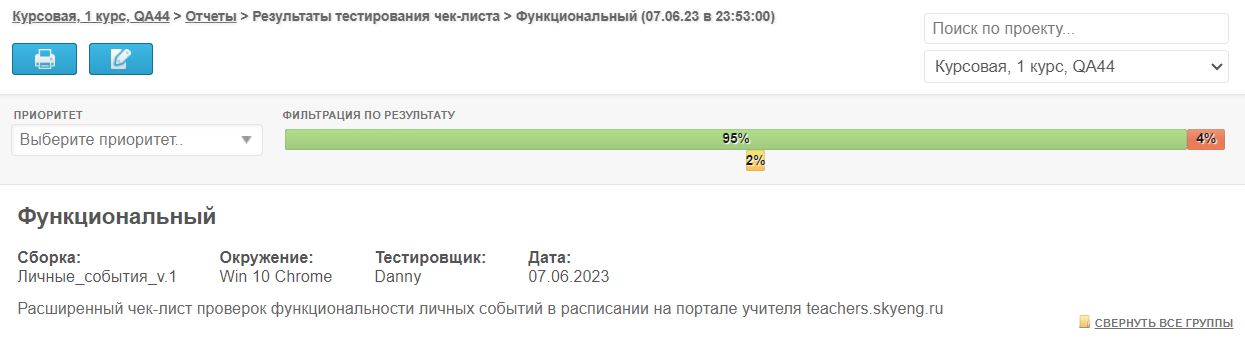 Курсовая, 1 курс, QA44 > Отчеты > Результаты тестирования чек-листа > Функциональный (07.06.23 в 23:53:00)
Поиск по проекту...
Курсовая, 1 курс, QA44
ПРИОРИТЕТ
ФИЛЬТРАЦИЯ ПО РЕЗУЛЬТАТУ
Выберите приоритет..
95%
4%
2%
Функциональный
Сборка: Окружение: Тестировщик: Дата:
Личные_события_v.1 Win 10 Chrome Danny 07.06.2023
Расширенный чек-лист проверок функциональности личных событий в расписании на портале учителя teachers.skyeng.ru
СВЕРНУТЬ ВСЕ ГРУППЫ